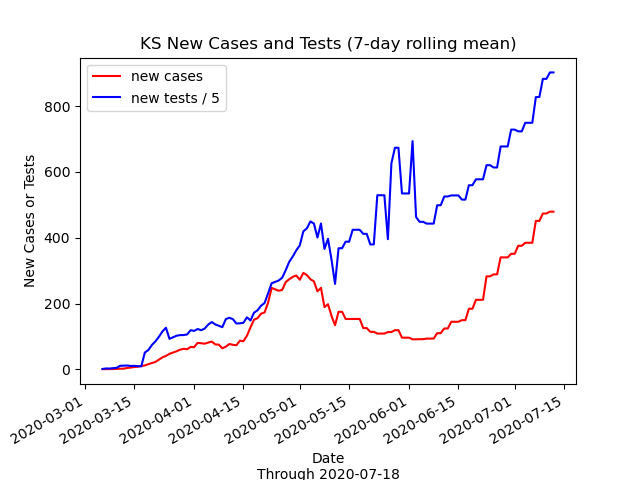 KS New Cases and Tests (7-day rolling mean)
new cases
new tests / 5
New Cases or Tests
800
600
400
200
0
2020-03-01
2020-03-15
2020-04-01
2020-04-15
2020-05-01
2020-05-15
2020-06-01
2020-06-15
2020-07-01
2020-07-15
Date
Through 2020-07-18